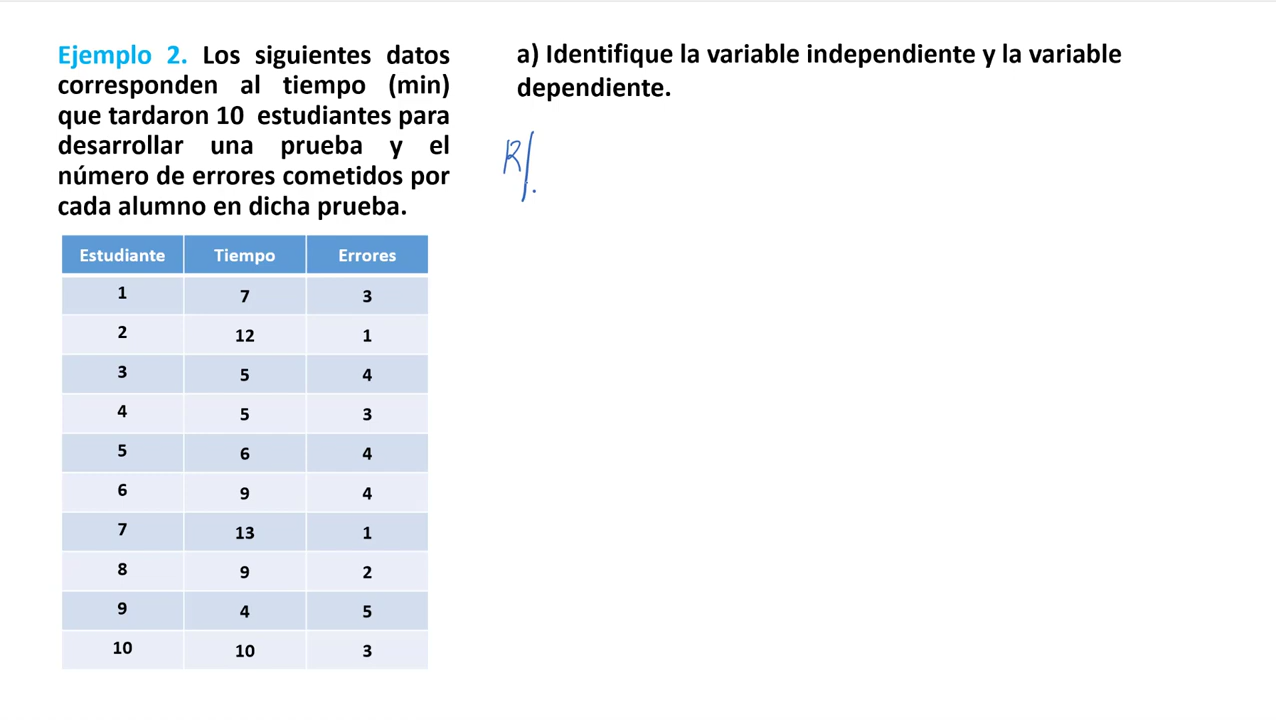 Ejemplo 2. Los siguientes datos
corresponden al tiempo (min)
que tardaron 10 estudiantes para
desarrollar una prueba y el
número de errores cometidos por
cada alumno en dicha prueba.
Estudiante Tiempo Errores
1 7 3
2 12 1
3 5 4
4 5 3
5 6 4
6 9 4
7 13 1
8 9 2
9 4 5
10 10 3
a) Identifique la variable independiente y la variable
dependiente.
R/.